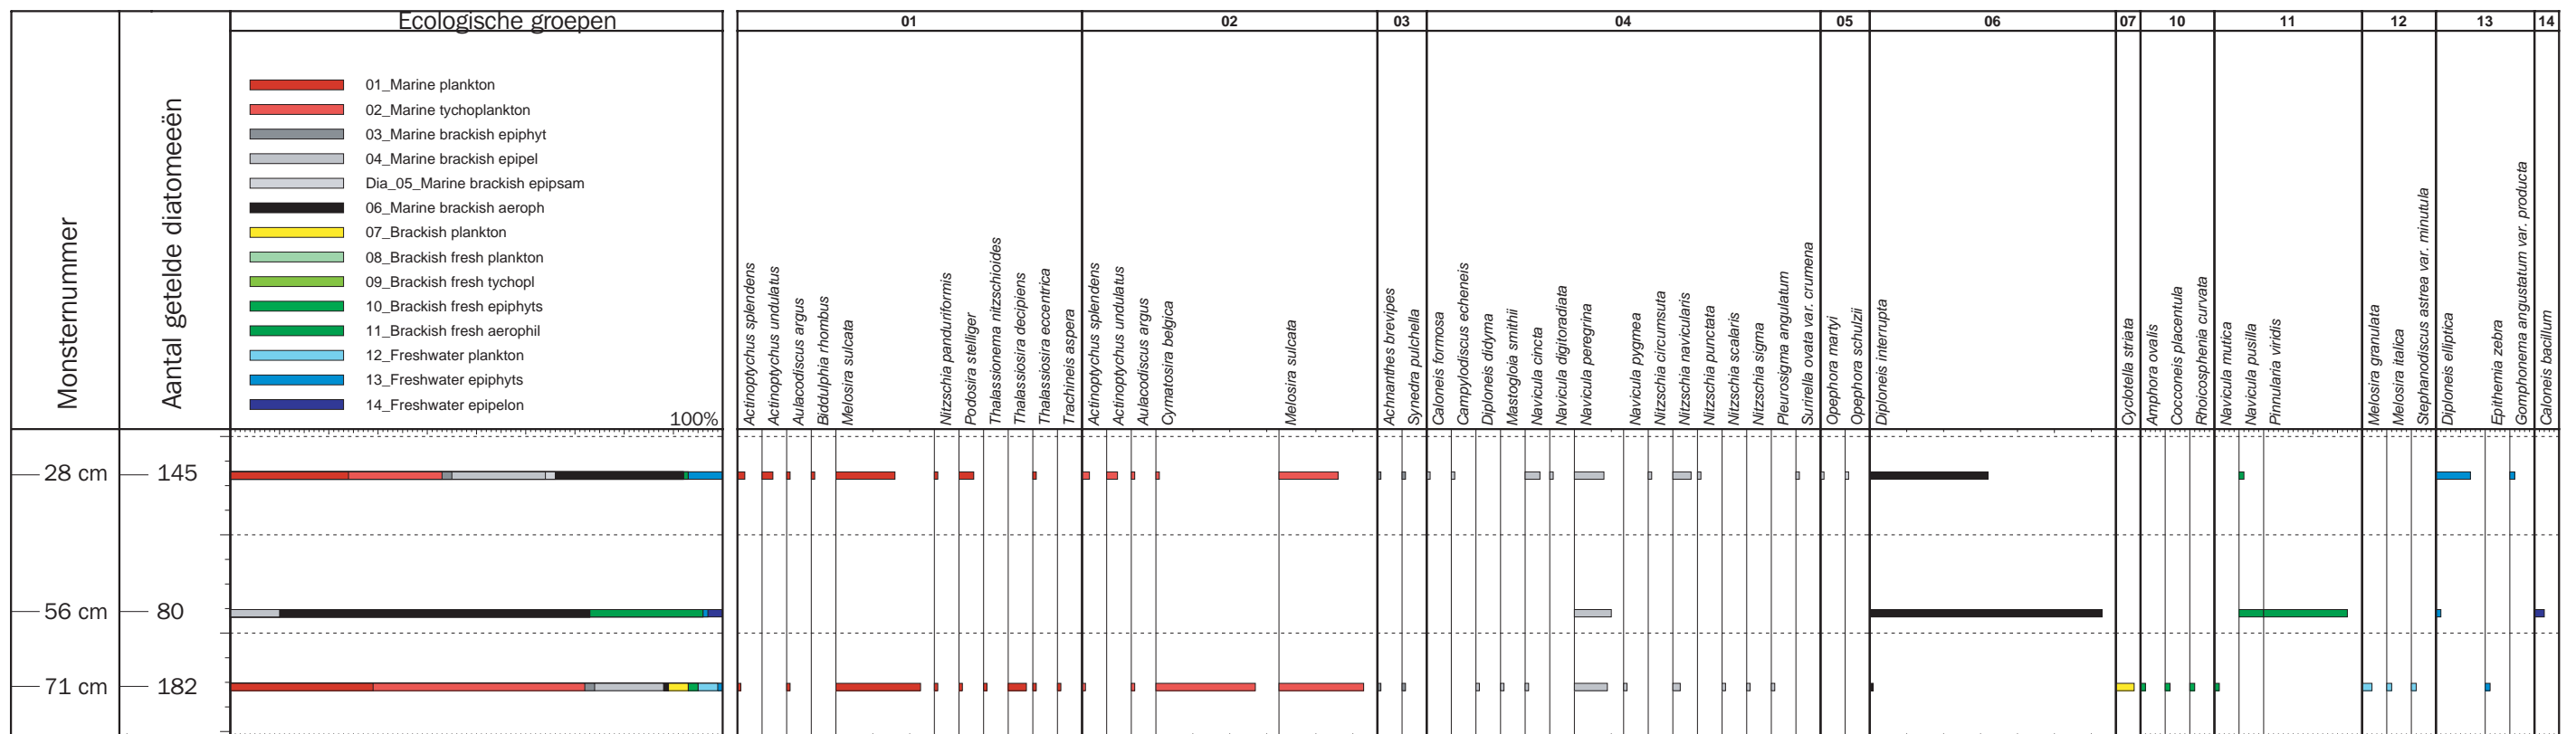 Ecologische groepen
01 02 03 04 05 06 07 10 11 12 13 14
Monsternummer
Aantal getelde diatomeeën
01_Marine plankton
02_Marine tychoplankton
03_Marine brackish epiphyt
04_Marine brackish epipel
Dia_05_Marine brackish epipsam
06_Marine brackish aeroph
07_Brackish plankton
08_Brackish fresh plankton
09_Brackish fresh tychopl
10_Brackish fresh epiphyts
11_Brackish fresh aerophil
12_Freshwater plankton
13_Freshwater epiphyts
14_Freshwater epipelon
100%
Actinoptychus splendens
Actinoptychus undulatus
Aulacodiscus argus
Biddulphia rhombus
Melosira sulcata
Nitzschia panduriformis
Podosira stelliger
Thalassionema nitzschioides
Thalassiosira decipiens
Thalassiosira eccentrica
Trachineis aspera
Actinoptychus splendens
Actinoptychus undulatus
Aulacodiscus argus
Cymatosira belgica
Melosira sulcata
Achnanthes brevipes
Synedra pulchella
Caloneis formosa
Campylodiscus echeneis
Diploneis didyma
Mastogloia smithii
Navicula cincta
Navicula digitoradiata
Navicula peregrina
Navicula pygmea
Nitzschia circumsuta
Nitzschia navicularis
Nitzschia punctata
Nitzschia scalaris
Nitzschia sigma
Pleurosigma angulatum
Surirella ovata var. crumena
Opephora martyi
Opephora schulzii
Diploneis interrupta
Cyclotella striata
Amphora ovalis
Cocconeis placentula
Rhoicosphenia curvata
Navicula mutica
Navicula pusilla
Pinnularia viridis
Melosira granulata
Melosira italica
Stephanodiscus astrea var. minutula
Diploneis elliptica
Epithemia zebra
Gomphonema angustatum var. producta
Caloneis bacillum
28 cm 145
56 cm 80
71 cm 182